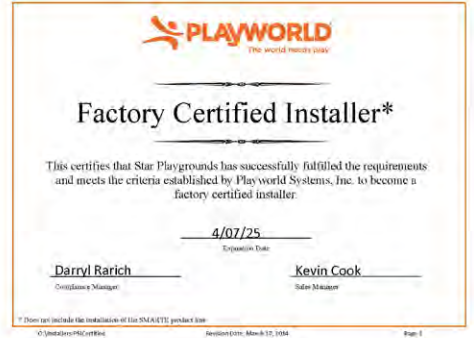 PLAYWORLD
The world needs play
Factory Certified Installer*
This certifies that Star Playgrounds has successfully fulfilled the requirements
and meets the criteria established by Playworld Systems, Inc. to become a
factory certified installer.
4/07/25
Expiration Date
Darryl Rarich Kevin Cook
Compliance Manager Sales Manager
* Does not include the installation of the SMARTE product line
Revision Date: March 17, 2014 Page 1